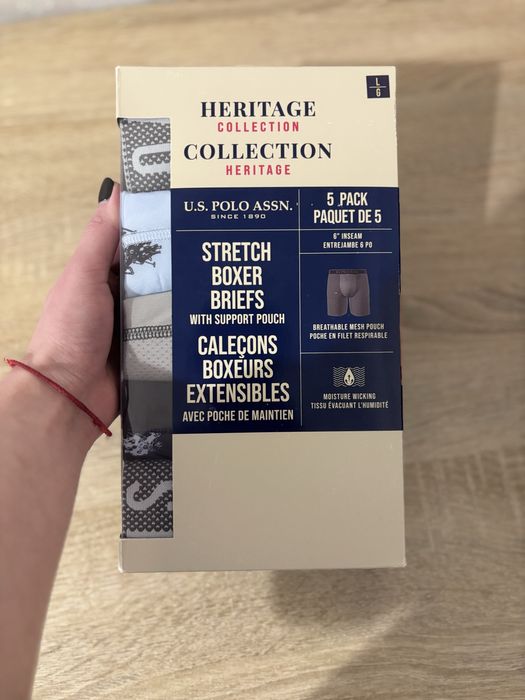 L
G
HERITAGE
COLLECTION
COLLECTION
HERITAGE
U.S. POLO ASSN.
SINCE 1890
5 PACK
PAQUET DE 5
6" INSEAM
ENTREJAMBE 6 PO
STRETCH
BOXER
BRIEFS
WITH SUPPORT POUCH
CALEÇONS
BOXEURS
EXTENSIBLES
AVEC POCHE DE MAINTIEN
BREATHABLE MESH POUCH
POCHE EN FILET RESPIRABLE
MOISTURE WICKING
TISSU ÉVACUANT L'HUMIDITÉ
U
S